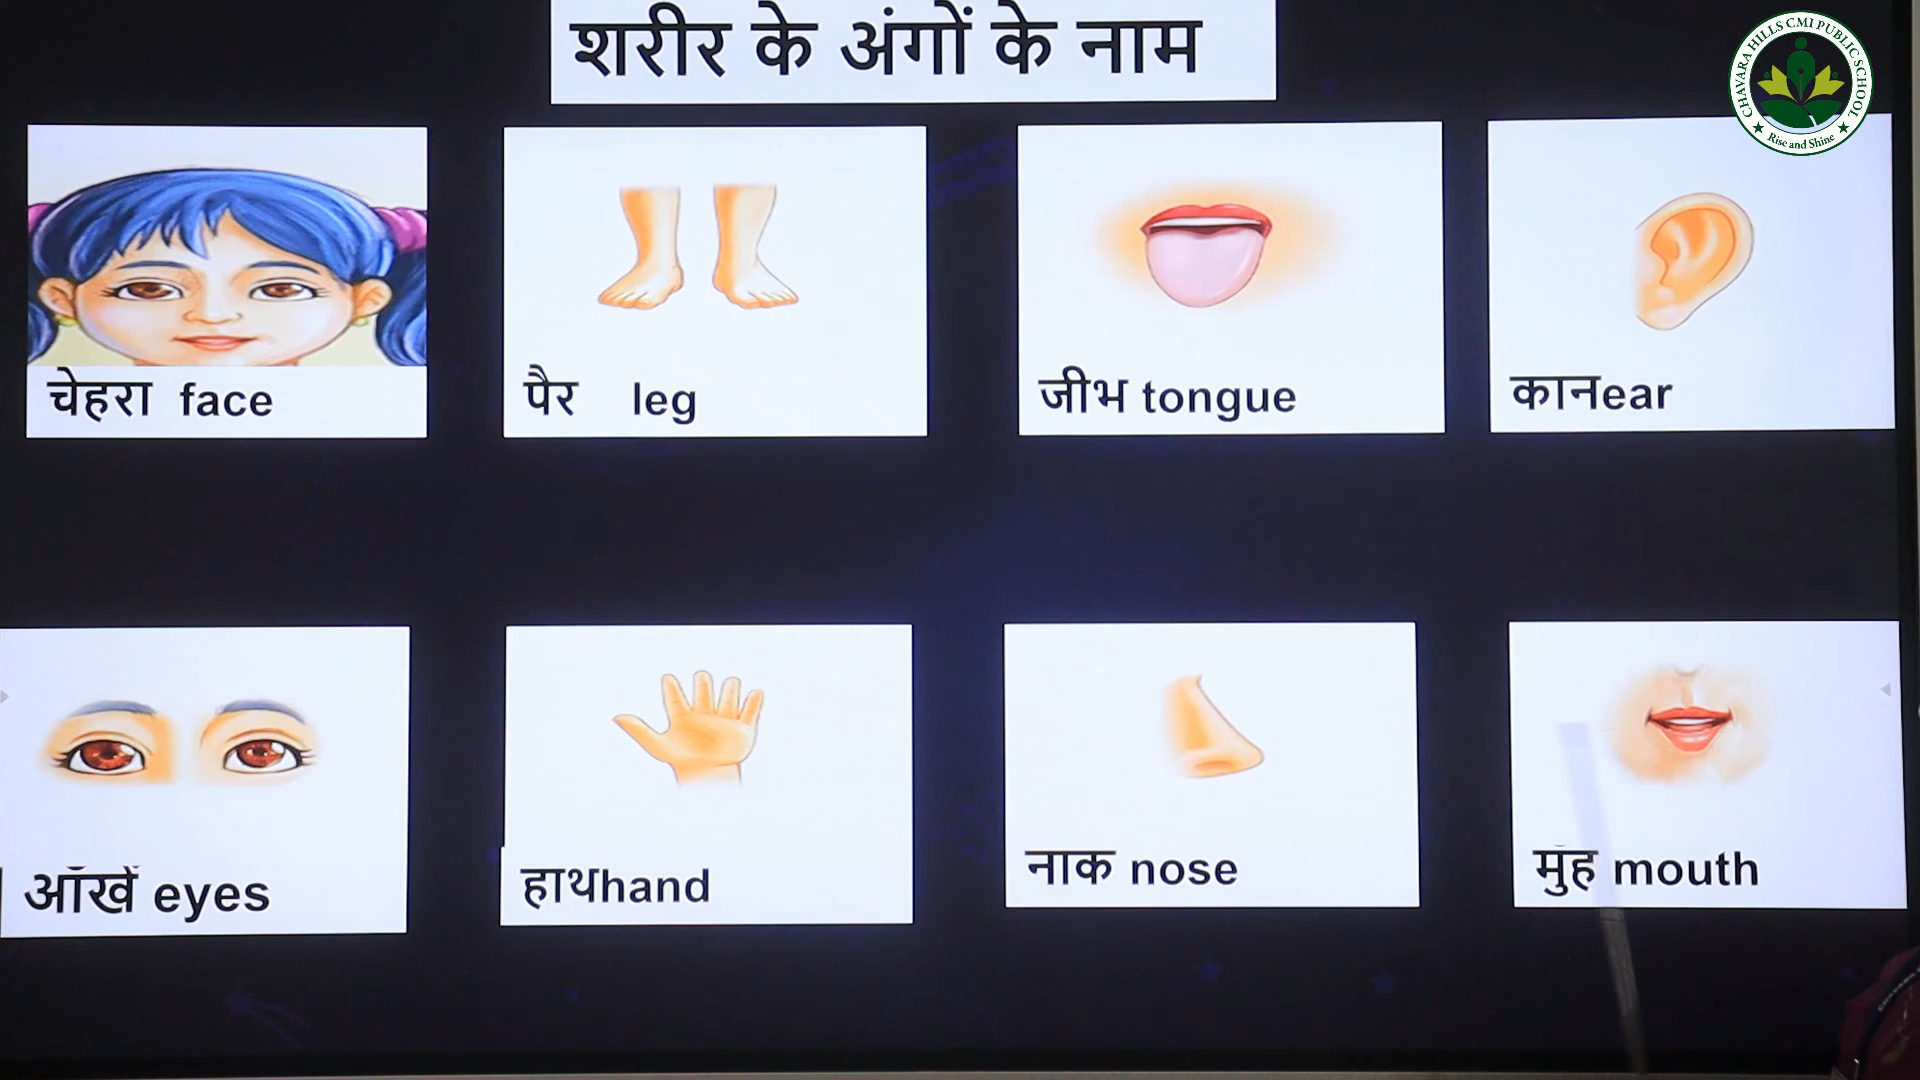 शरीर के अंगों के नाम
CHAVARA HILLS CMI PUBLIC SCHOOL
Rise and Shine
चेहरा face
पैर leg
जीभ tongue
कानear
आँखें eyes
हाथhand
नाक nose
मुंह mouth